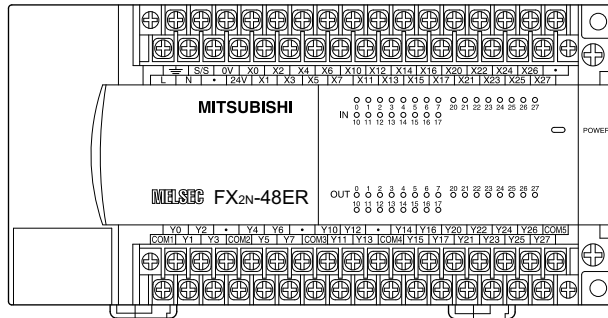 S/S 0V X0 X2 X4 X6 X10 X12 X14 X16 X20 X22 X24 X26 •
L N • 24V X1 X3 X5 X7 X11 X13 X15 X17 X21 X23 X25 X27
MITSUBISHI
0 1 2 3 4 5 6 7 20 21 22 23 24 25 26 27
IN
10 11 12 13 14 15 16 17
POWER
MELSEC FX2N-48ER
OUT 0 1 2 3 4 5 6 7 20 21 22 23 24 25 26 27
10 11 12 13 14 15 16 17
Y0 Y2 • Y4 Y6 • Y10 Y12 • Y14 Y16 Y20 Y22 Y24 Y26 COM5
COM1 Y1 Y3 COM2 Y5 Y7 COM3 Y11 Y13 COM4 Y15 Y17 Y21 Y23 Y25 Y27